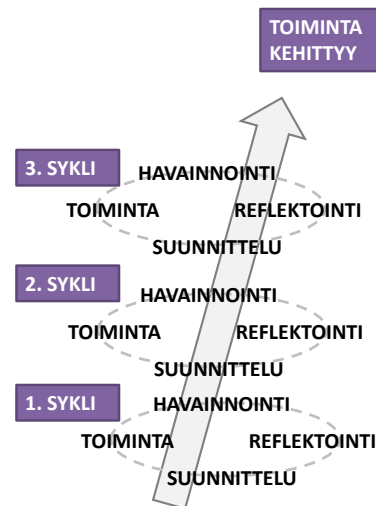 TOIMINTA
KEHITTYY
3. SYKLI
HAVAINNOINTI
TOIMINTA
REFLEKTOINTI
SUUNNITTELU
2. SYKLI
HAVAINNOINTI
TOIMINTA
REFLEKTOINTI
SUUNNITTELU
1. SYKLI
HAVAINNOINTI
TOIMINTA
REFLEKTOINTI
SUUNNITTELU